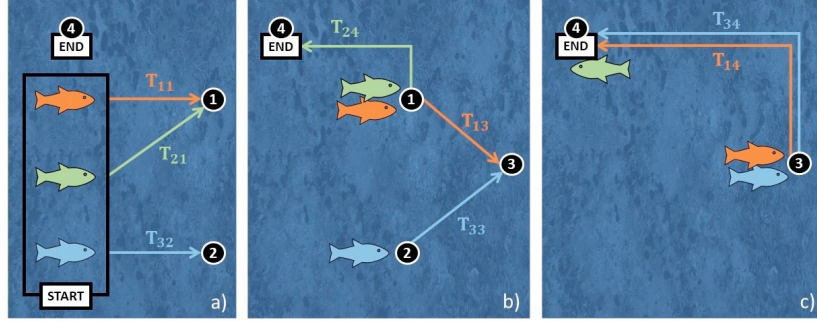 4
END
T11
1
T21
T32
2
START
a)
4
END
T24
1
T13
3
T33
2
b)
4
END
T34
T14
3
c)